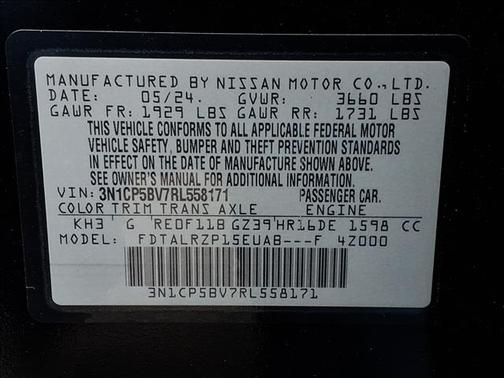 MANUFACTURED BY NISSAN MOTOR CO., LTD.
DATE: 05/24. GVWR: 3660 LBS
GAWR FR: 1929 LBS GAWR RR: 1731 LBS
THIS VEHICLE CONFORMS TO ALL APPLICABLE FEDERAL MOTOR
VEHICLE SAFETY, BUMPER AND THEFT PREVENTION STANDARDS
IN EFFECT ON THE DATE OF MANUFACTURE SHOWN ABOVE.
SEE OWNER'S MANUAL FOR ADDITIONAL INFORMATION.
VIN: 3N1CP5BV7RL558171 PASSENGER CAR.
COLOR TRIM TRANS AXLE ENGINE
KH3' G RE0F11B GZ39'HR16DE 1598 CC
MODEL: FDTALRZP15EUAB---F 4Z000
3N1CP5BV7RL558171